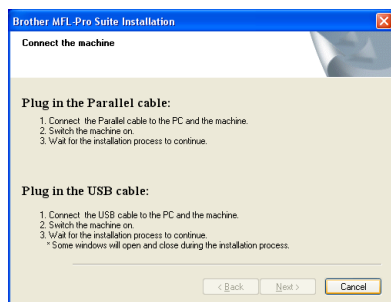 Brother MFL-Pro Suite Installation
Connect the machine
Plug in the Parallel cable:
1. Connect the Parallel cable to the PC and the machine.
2. Switch the machine on.
3. Wait for the installation process to continue.
Plug in the USB cable:
1. Connect the USB cable to the PC and the machine.
2. Switch the machine on.
3. Wait for the installation process to continue.
* Some windows will open and close during the installation process.
< Back Next > Cancel